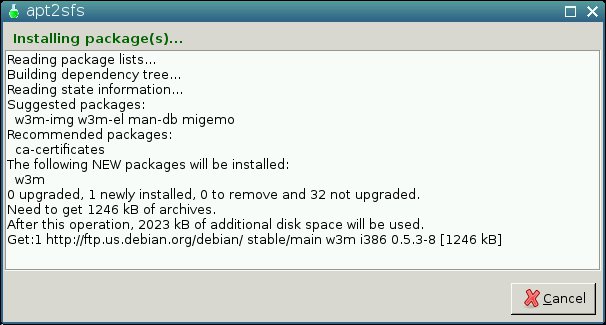 apt2sfs
Installing package(s)...
Reading package lists...
Building dependency tree...
Reading state information...
Suggested packages:
w3m-img w3m-el man-db migemo
Recommended packages:
ca-certificates
The following NEW packages will be installed:
w3m
0 upgraded, 1 newly installed, 0 to remove and 32 not upgraded.
Need to get 1246 kB of archives.
After this operation, 2023 kB of additional disk space will be used.
Get:1 http://ftp.us.debian.org/debian/ stable/main w3m i386 0.5.3-8 [1246 kB]
Cancel